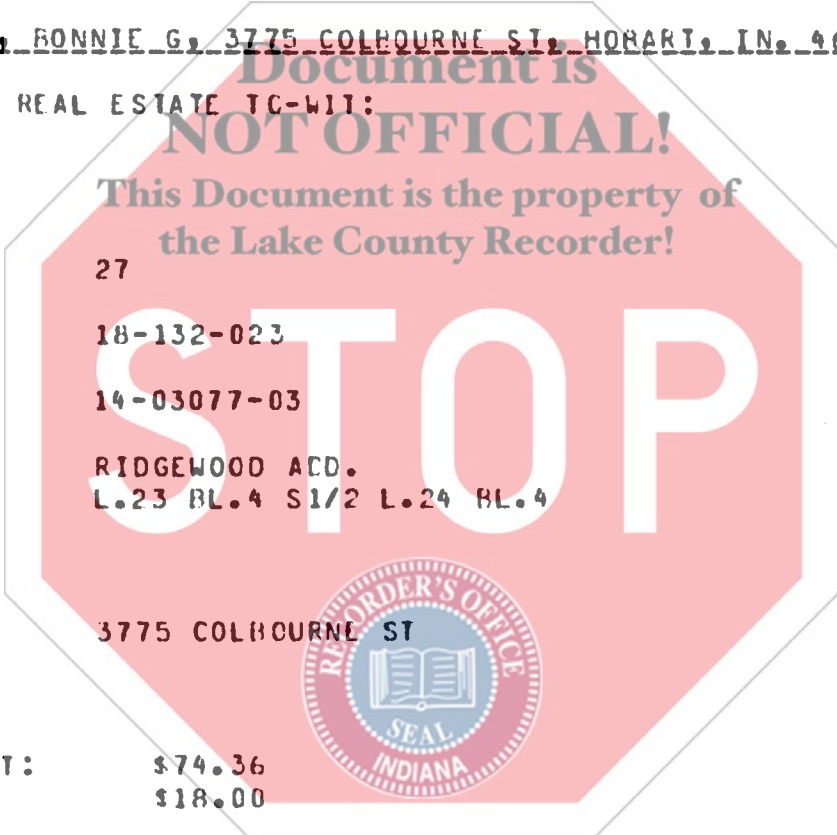 BONNIE G, 3775 COLBOURNE ST, HOBART, IN.
Document is
REAL ESTATE TO-WIT:
NOT OFFICIAL!
This Document is the property of
the Lake County Recorder!
27
STOP
18-132-023
14-03077-03
RIDGEWOOD ADD.
L.23 BL.4 S1/2 L.24 BL.4
RECORDER'S OFFICE
3775 COLBOURNE ST
SEAL
INDIANA
T: $74.36
$18.00